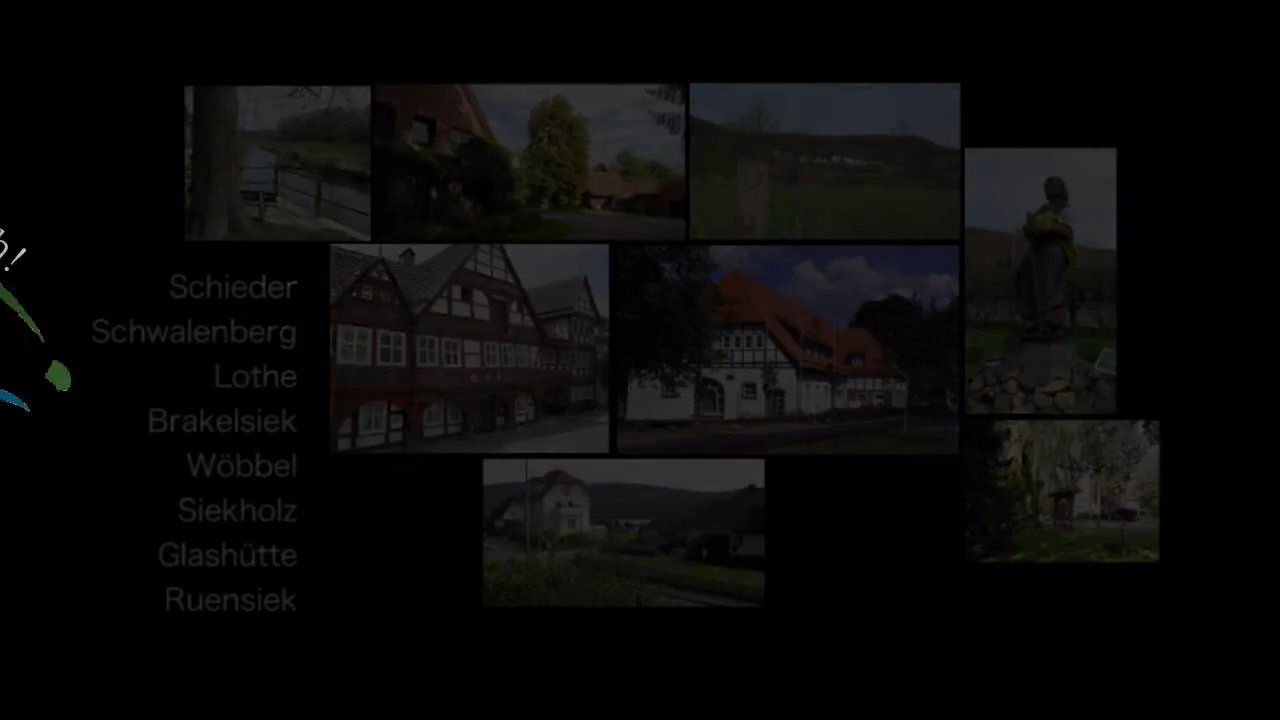 Schieder
Schwalenberg
Lothe
Brakelsiek
Wöbbel
Siekholz
Glashütte
Ruensiek